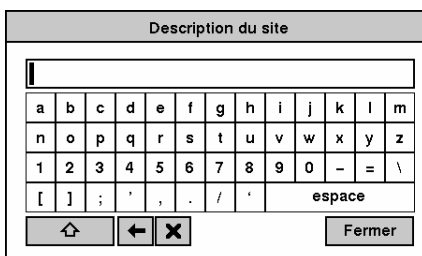 Description du site
a b c d e f g h i j k l m
n o p q r s t u v w x y z
1 2 3 4 5 6 7 8 9 0 - = \
[ ] ; ' , . / ‘ espace
Fermer